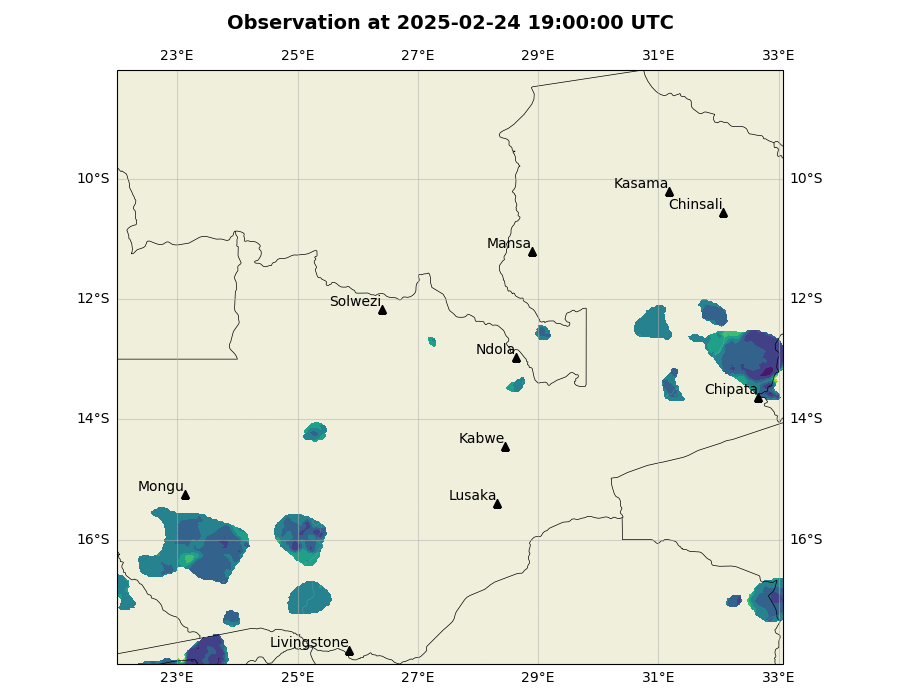 Observation at 2025-02-24 19:00:00 UTC
23°E 25°E 27°E 29°E 31°E 33°E
10°S 10°S
Kasama
Chinsali
Mansa
12°S 12°S
Solwezi
Ndola
Chipata
14°S 14°S
Kabwe
Mongu
Lusaka
16°S 16°S
Livingstone
23°E 25°E 27°E 29°E 31°E 33°E